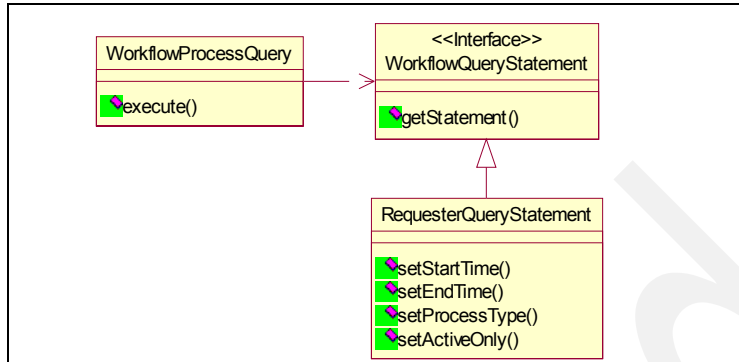 WorkflowProcessQuery
execute()
<<Interface>>
WorkflowQueryStatement
getStatement()
RequesterQueryStatement
setStartTime()
setEndTime()
setProcessType()
setActiveOnly()